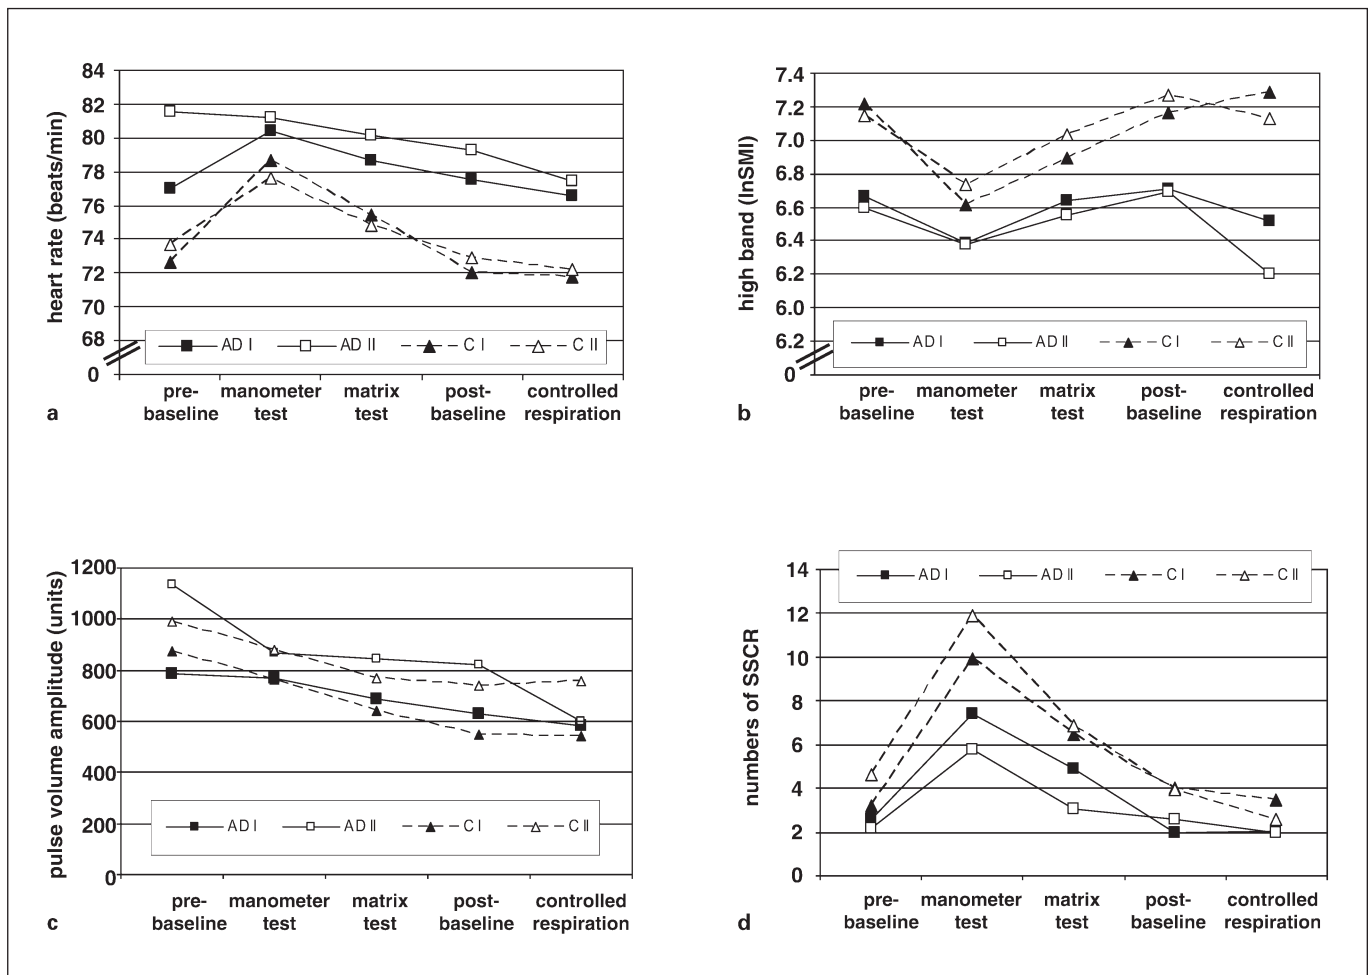 84
82
80
78
76
74
72
70
68
0
heart rate (beats/min)
AD I
AD II
C I
C II
pre-baseline
manometer test
matrix test
post-baseline
controlled respiration
a
7.4
7.2
7.0
6.8
6.6
6.4
6.2
6.0
6.2
0
high band (lnSMI)
AD I
AD II
C I
C II
pre-baseline
manometer test
matrix test
post-baseline
controlled respiration
b
1200
1000
800
600
400
200
0
pulse volume amplitude (units)
AD I
AD II
C I
C II
pre-baseline
manometer test
matrix test
post-baseline
controlled respiration
c
14
12
10
8
6
4
2
0
numbers of SSCR
AD I
AD II
C I
C II
pre-baseline
manometer test
matrix test
post-baseline
controlled respiration
d